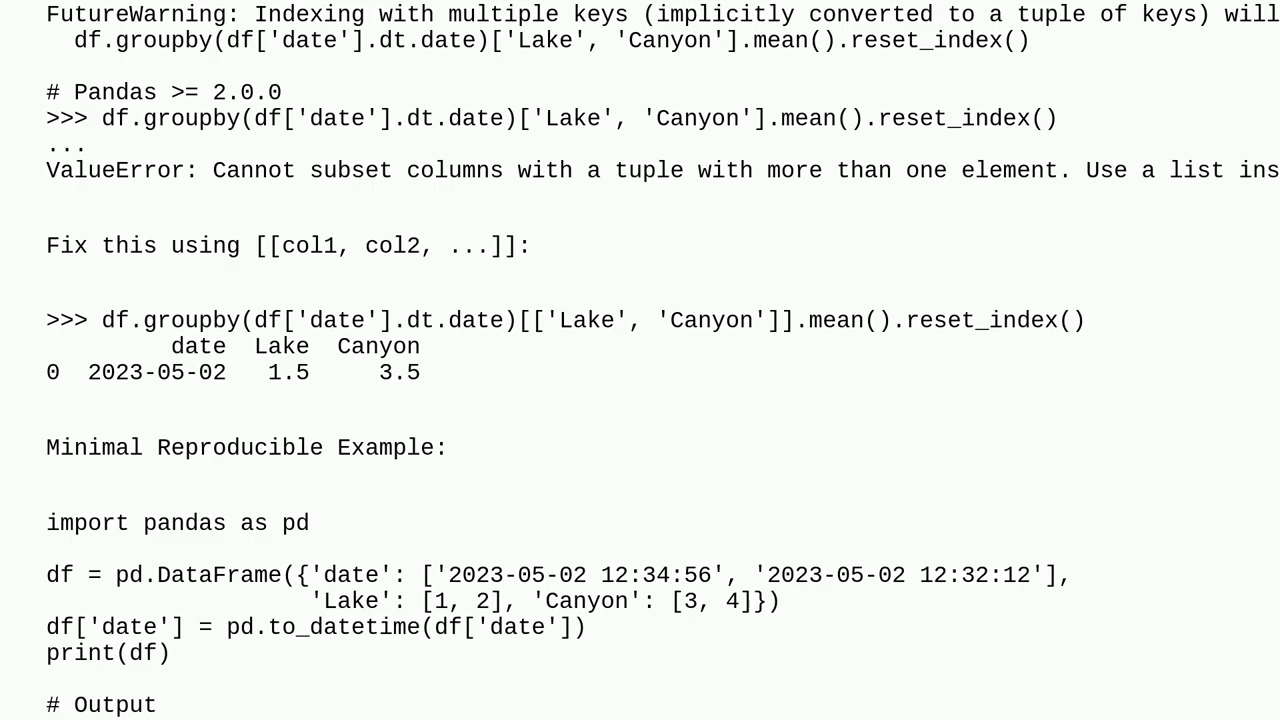 FutureWarning: Indexing with multiple keys (implicitly converted to a tuple of keys) will
  df.groupby(df['date'].dt.date)['Lake', 'Canyon'].mean().reset_index()
# Pandas >= 2.0.0
>>> df.groupby(df['date'].dt.date)['Lake', 'Canyon'].mean().reset_index()
...
ValueError: Cannot subset columns with a tuple with more than one element. Use a list ins
Fix this using [[col1, col2, ...]]:
>>> df.groupby(df['date'].dt.date)[['Lake', 'Canyon']].mean().reset_index()
         date  Lake  Canyon
0  2023-05-02   1.5     3.5
Minimal Reproducible Example:
import pandas as pd
df = pd.DataFrame({'date': ['2023-05-02 12:34:56', '2023-05-02 12:32:12'],
                   'Lake': [1, 2], 'Canyon': [3, 4]})
df['date'] = pd.to_datetime(df['date'])
print(df)
# Output